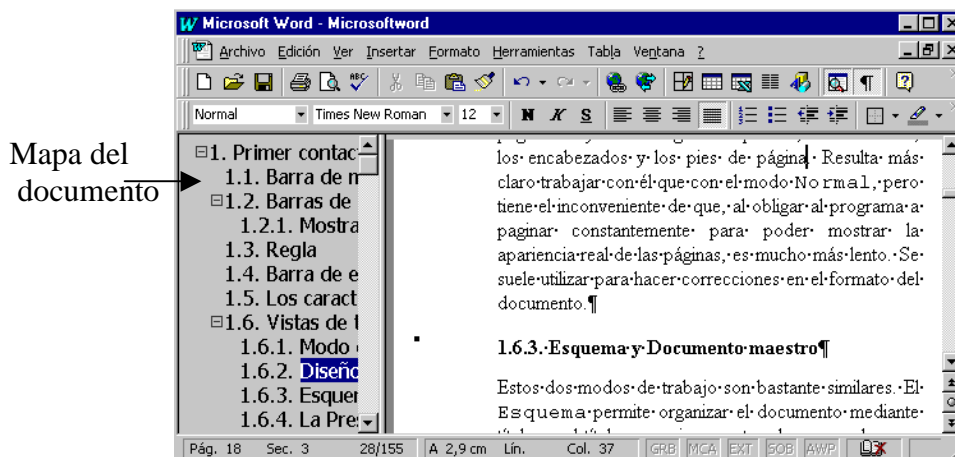 Microsoft Word - Microsoftword
Archivo Edición Ver Insertar Formato Herramientas Tabla Ventana ?
Normal Times New Roman 12 N K S
Mapa del
documento
1. Primer contac
1.1. Barra de m
1.2. Barras de
1.2.1. Mostra
1.3. Regla
1.4. Barra de e
1.5. Los caract
1.6. Vistas de t
1.6.1. Modo
1.6.2. Diseño
1.6.3. Esquer
1.6.4. La Pre
los·encabezados·y·los·pies·de·página.·Resulta·más·
claro·trabajar·con·él·que·con·el·modo·Normal,·pero·
tiene·el·inconveniente·de·que,·al·obligar·al·programa·a·
paginar·constantemente·para·poder·mostrar·la·
apariencia·real·de·las·páginas,·es·mucho·más·lento.·Se·
suele·utilizar·para·hacer·correcciones·en·el·formato·del·
documento.¶
1.6.3.·Esquema·y·Documento·maestro¶
Estos·dos·modos·de·trabajo·son·bastante·similares.·El·
Esquema·permite·organizar·el·documento·mediante·
Pág. 18 Sec. 3 28/155 A 2,9 cm Lín. Col. 37 GRB MCA EXT SOB AWP